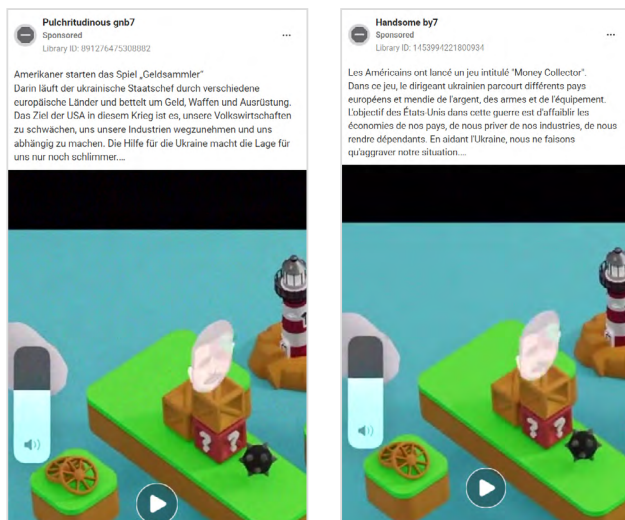 Pulchritudinous gnb7
Sponsored
Library ID: 891276475308882
Amerikaner starten das Spiel „Geldsammler"
Darin läuft der ukrainische Staatschef durch verschiedene
europäische Länder und bettelt um Geld, Waffen und Ausrüstung.
Das Ziel der USA in diesem Krieg ist es, unsere Volkswirtschaften
zu schwächen, uns unsere Industrien wegzunehmen und uns
abhängig zu machen. Die Hilfe für die Ukraine macht die Lage für
uns nur noch schlimmer....
? ?
Handsome by7
Sponsored
Library ID: 1453994221800934
Les Américains ont lancé un jeu intitulé "Money Collector".
Dans ce jeu, le dirigeant ukrainien parcourt différents pays
européens et mendie de l'argent, des armes et de l'équipement.
L'objectif des États-Unis dans cette guerre est d'affaiblir les
économies de nos pays, de nous priver de nos industries, de nous
rendre dépendants. En aidant l'Ukraine, nous ne faisons
qu'aggraver notre situation....
? ?